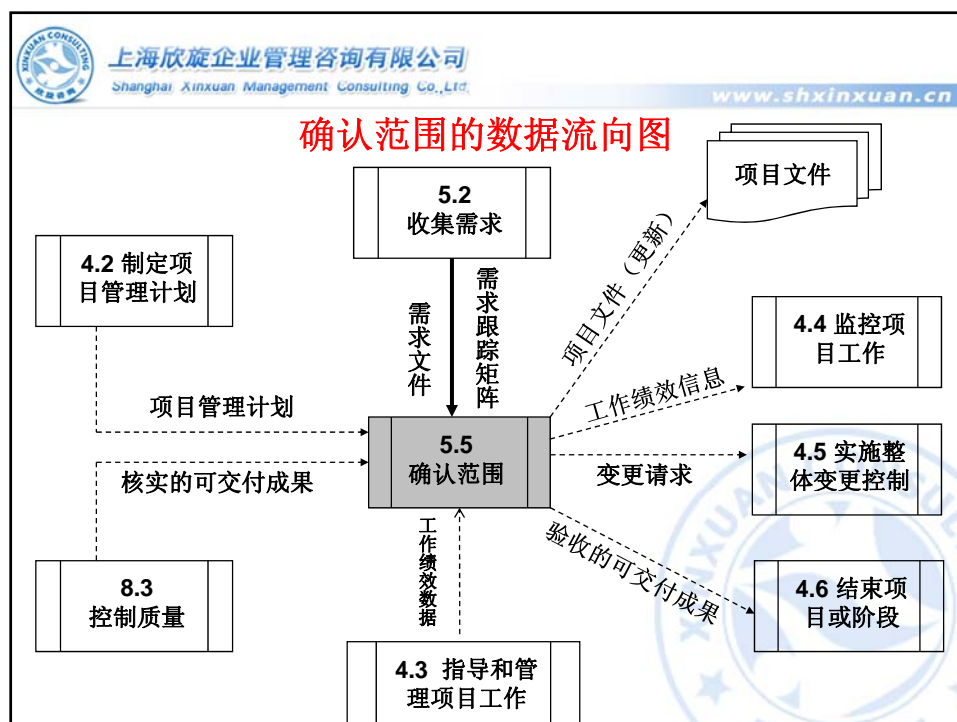 XINXUAN CONSULTING
欣旋咨询
上海欣旋企业管理咨询有限公司
Shanghai Xinxuan Management Consulting Co.,Ltd.
www.shxinxuan.cn
确认范围的数据流向图
项目文件
5.2
收集需求
4.2 制定项
目管理计划
需求文件
需求跟踪矩阵
项目文件（更新）
4.4 监控项
目工作
项目管理计划
工作绩效信息
5.5
确认范围
4.5 实施整
体变更控制
核实的可交付成果
变更请求
工作绩效数据
验收的可交付成果
8.3
控制质量
4.6 结束项
目或阶段
4.3 指导和管
理项目工作